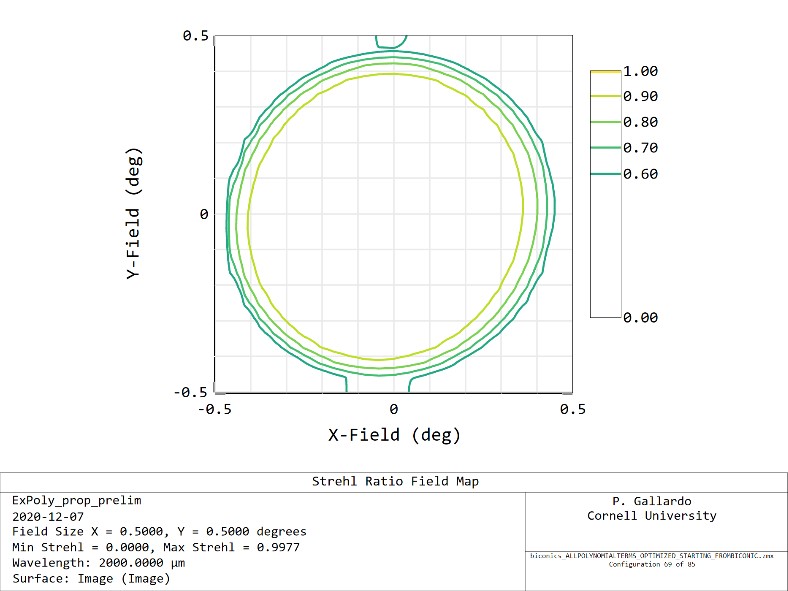 0.5
0
-0.5
-0.5
0
0.5
Y-Field (deg)
X-Field (deg)
1.00
0.90
0.80
0.70
0.60
0.00
Strehl Ratio Field Map
ExPoly_prop_prelim
2020-12-07
Field Size X = 0.5000, Y = 0.5000 degrees
Min Strehl = 0.0000, Max Strehl = 0.9977
Wavelength: 2000.0000 µm
Surface: Image (Image)
P. Gallardo
Cornell University
biconics_ALLPOLYNOMIALTERMS_OPTIMIZED_STARTING_FROMBICONIC.zmx
Configuration 69 of 85